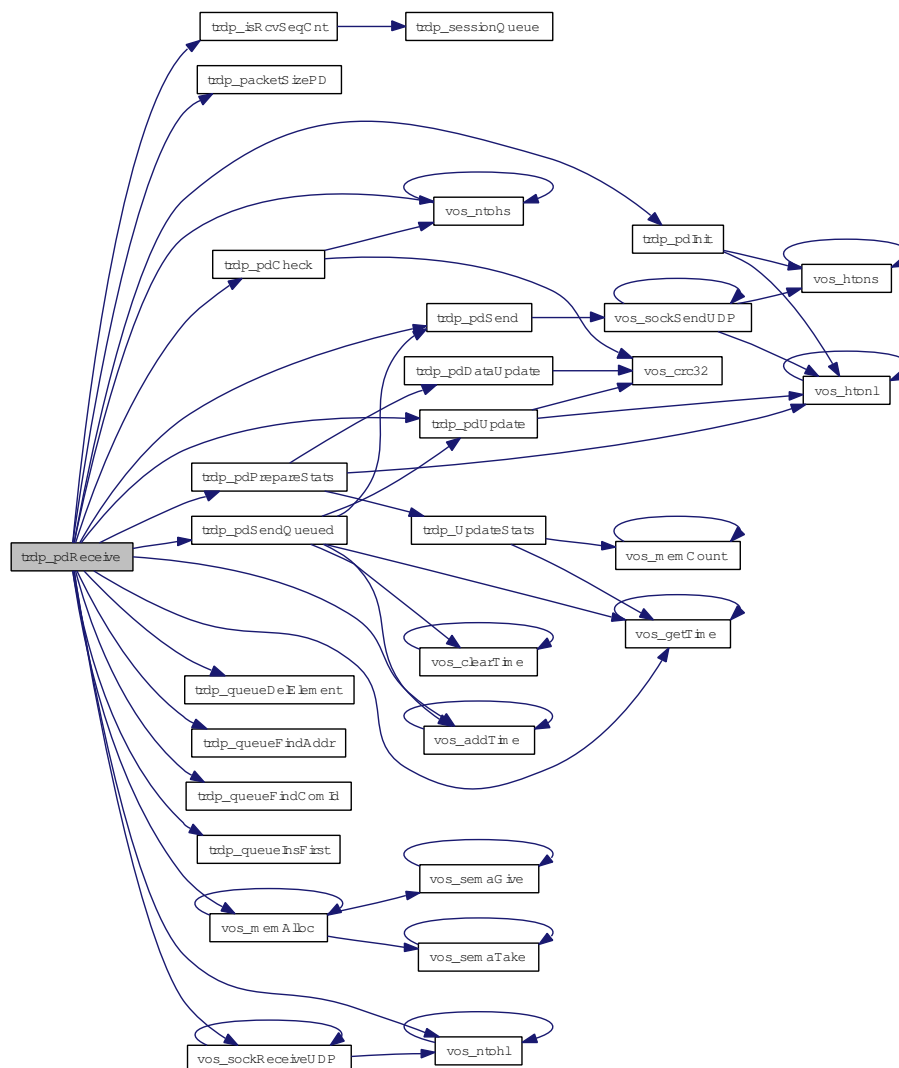 trdp_isRcvSeqCnt
trdp_sessionQueue
trdp_packetSizePD
vos_ntohs
trdp_pdInit
trdp_pdCheck
vos_htons
trdp_pdSend
vos_sockSendUDP
trdp_pdDataUpdate
vos_crc32
vos_htonl
trdp_pdUpdate
trdp_pdPrepareStats
trdp_pdSendQueued
trdp_UpdateStats
trdp_pdReceive
vos_memCount
vos_getTime
vos_clearTime
trdp_queueDelElement
trdp_queueFindAddr
vos_addTime
trdp_queueFindComId
trdp_queueInsFirst
vos_semaGive
vos_memAlloc
vos_semaTake
vos_ntohl
vos_sockReceiveUDP